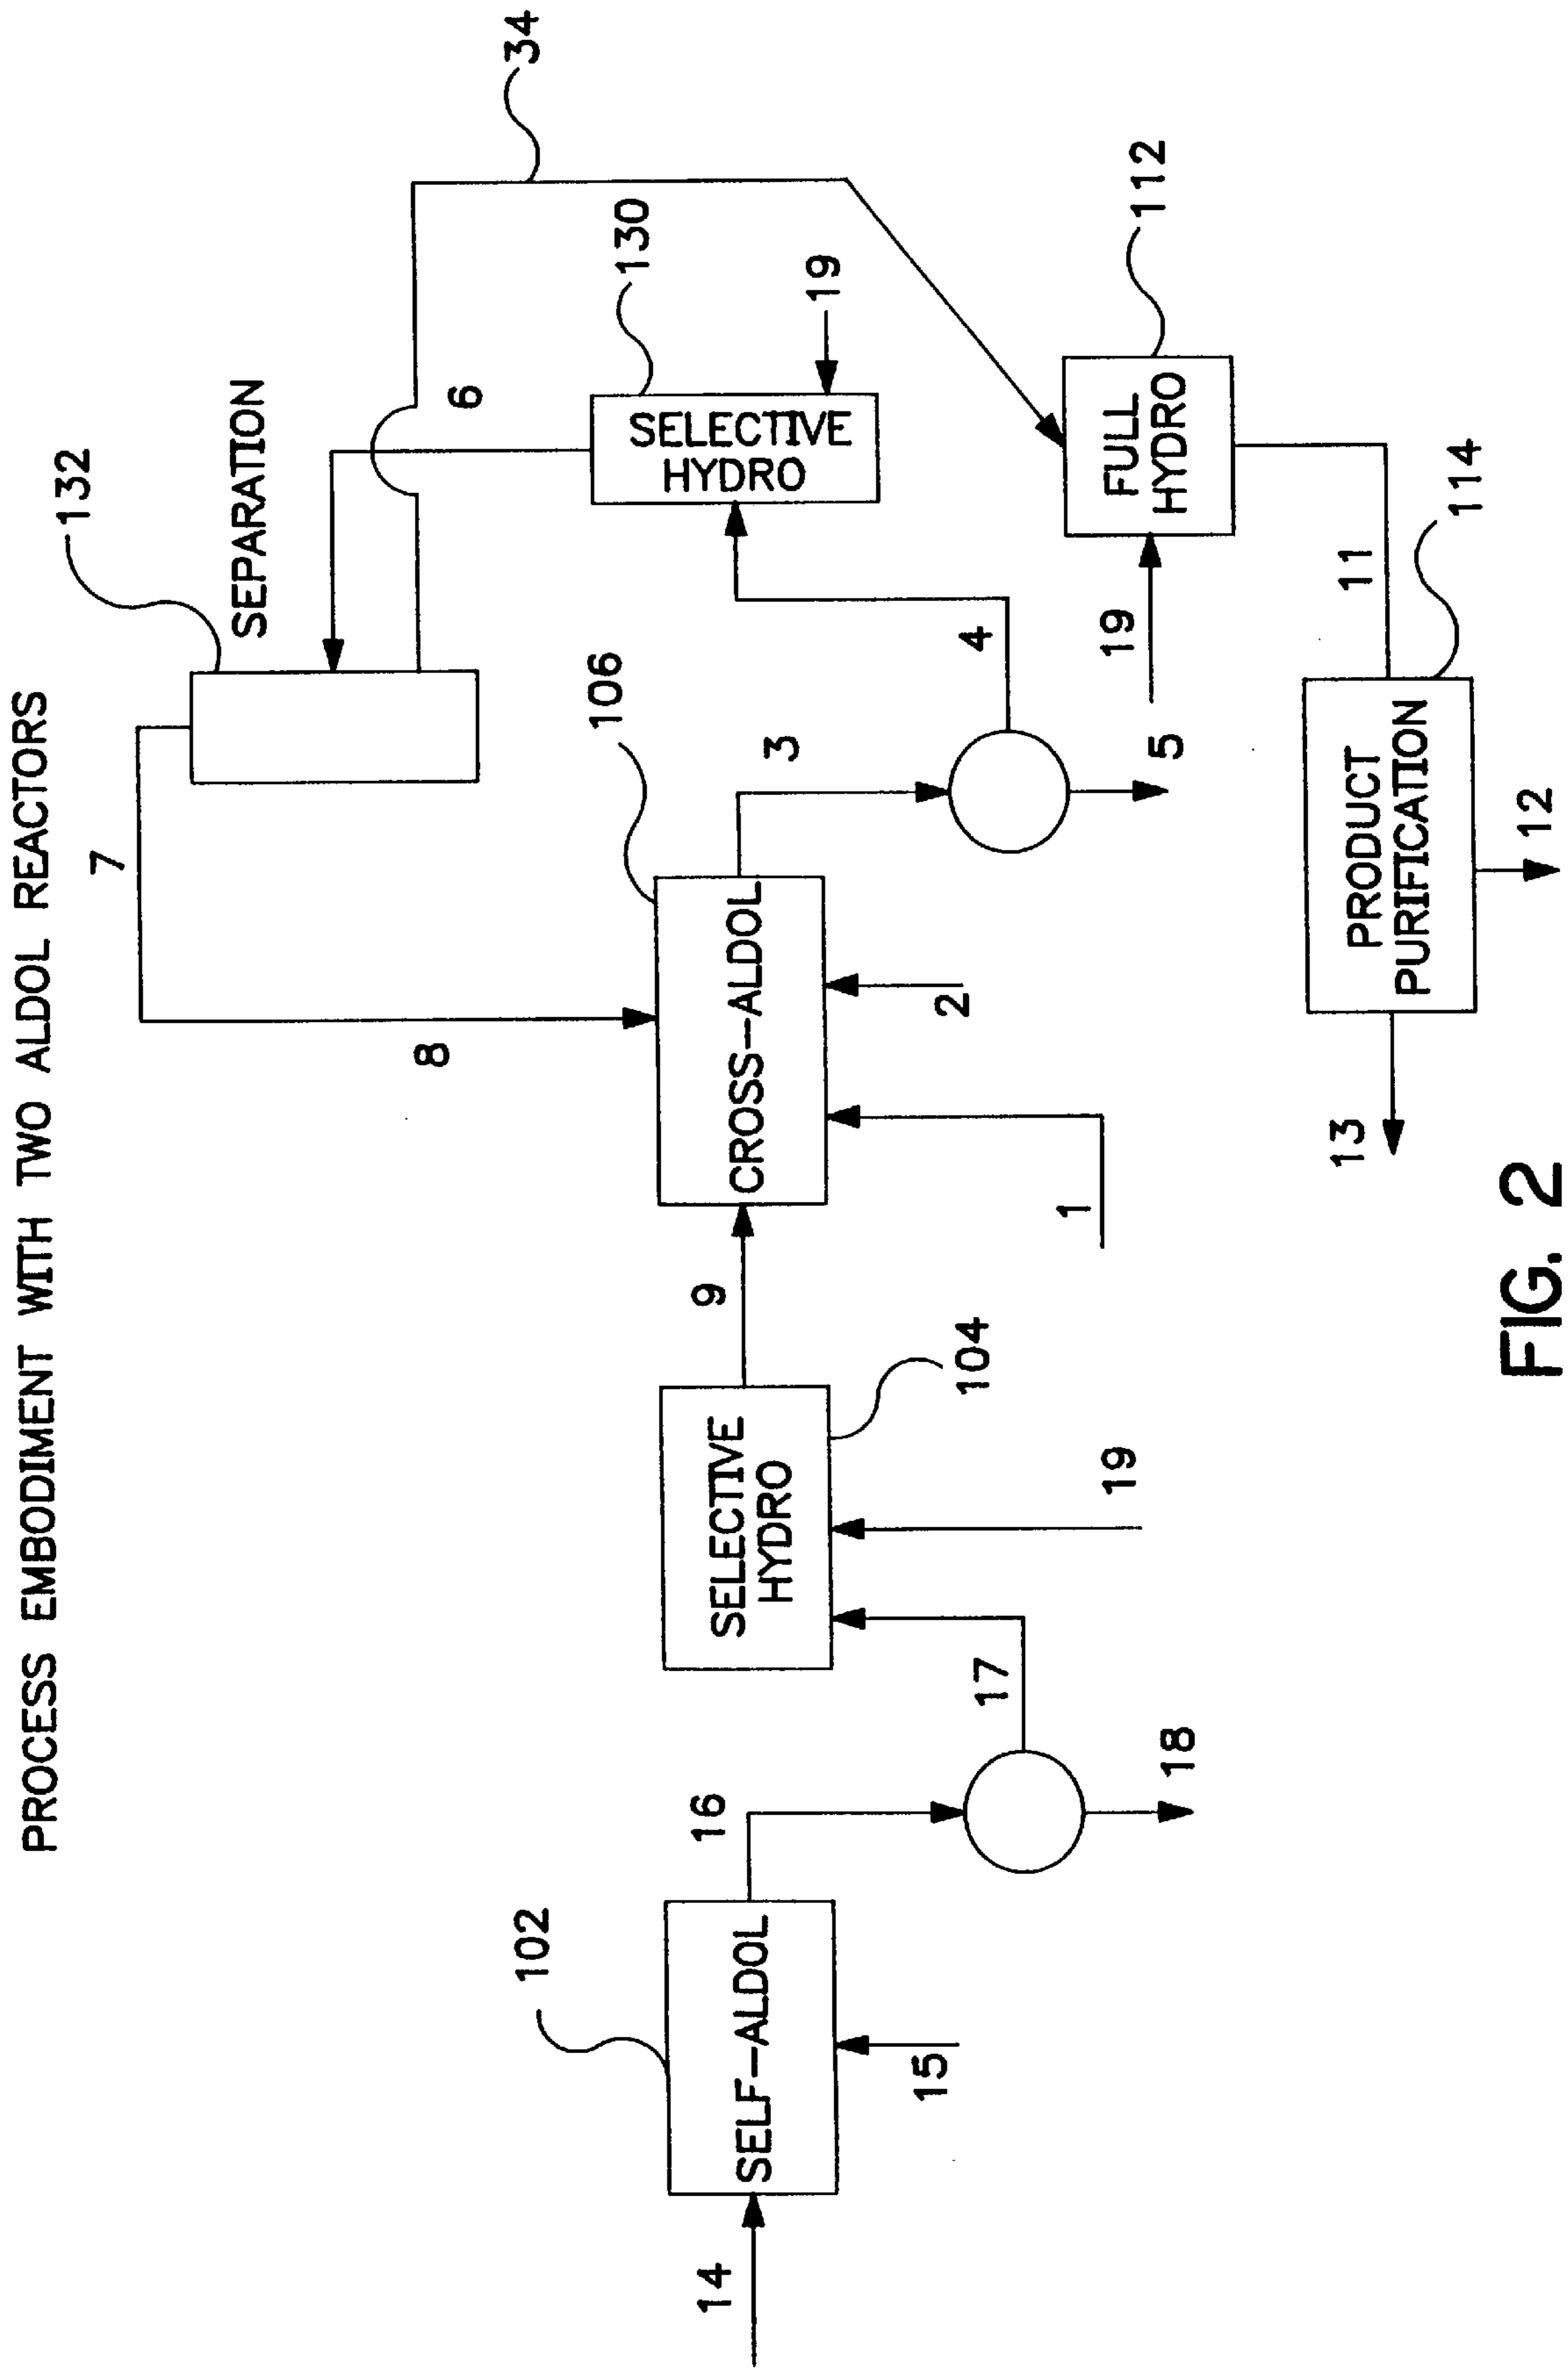 PROCESS EMBODIMENT WITH TWO ALDOL REACTORS
7
132
SEPARATION
34
8
6
130
102
106
SELECTIVE
HYDRO
19
14
SELF-ALDOL
16
SELECTIVE
HYDRO
9
CROSS-ALDOL
3
15
17
104
2
4
1
19
18
19
5
FULL
HYDRO
112
13
PRODUCT
PURIFICATION
11
114
12
FIG. 2